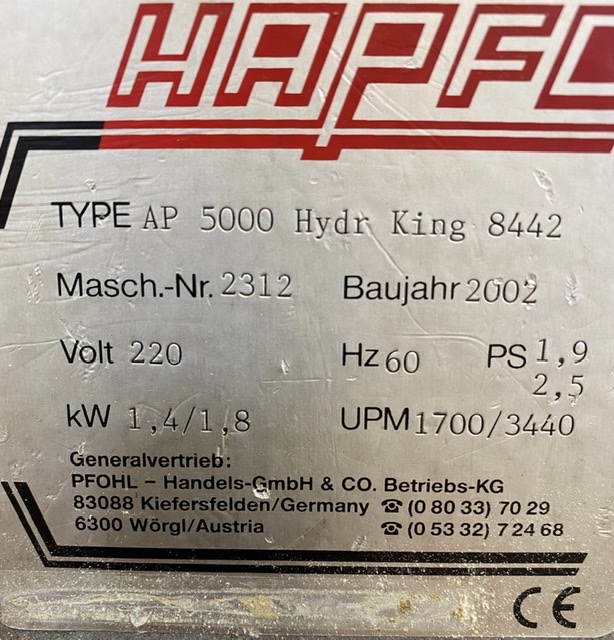 HAPFO
TYPE AP 5000 Hydr King 8442
Masch.-Nr. 2312 Baujahr 2002
Volt 220 Hz 60 PS 1,9
2,5
kW 1,4/1,8 UPM 1700/3440
Generalvertrieb:
PFOHL – Handels-GmbH & CO. Betriebs-KG
83088 Kiefersfelden/Germany ☎ (0 80 33) 70 29
6300 Wörgl/Austria ☎ (0 53 32) 7 24 68
CE